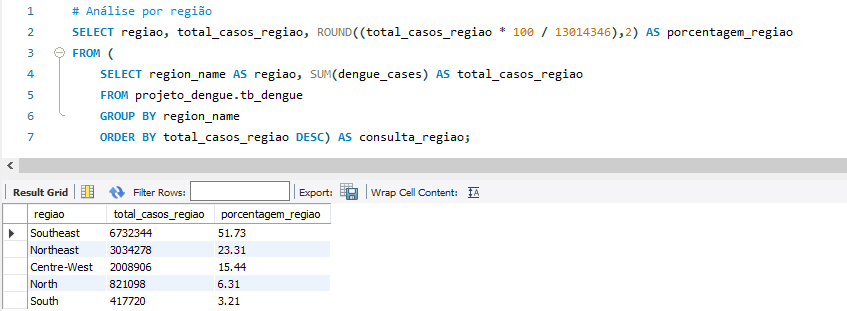 1 # Análise por região
2 SELECT regiao, total_casos_regiao, ROUND((total_casos_regiao * 100 / 13014346),2) AS porcentagem_regiao
3 FROM (
4 SELECT region_name AS regiao, SUM(dengue_cases) AS total_casos_regiao
5 FROM projeto_dengue.tb_dengue
6 GROUP BY region_name
7 ORDER BY total_casos_regiao DESC) AS consulta_regiao;
Result Grid Filter Rows: Export: Wrap Cell Content:
regiao total_casos_regiao porcentagem_regiao
Southeast 6732344 51.73
Northeast 3034278 23.31
Centre-West 2008906 15.44
North 821098 6.31
South 417720 3.21